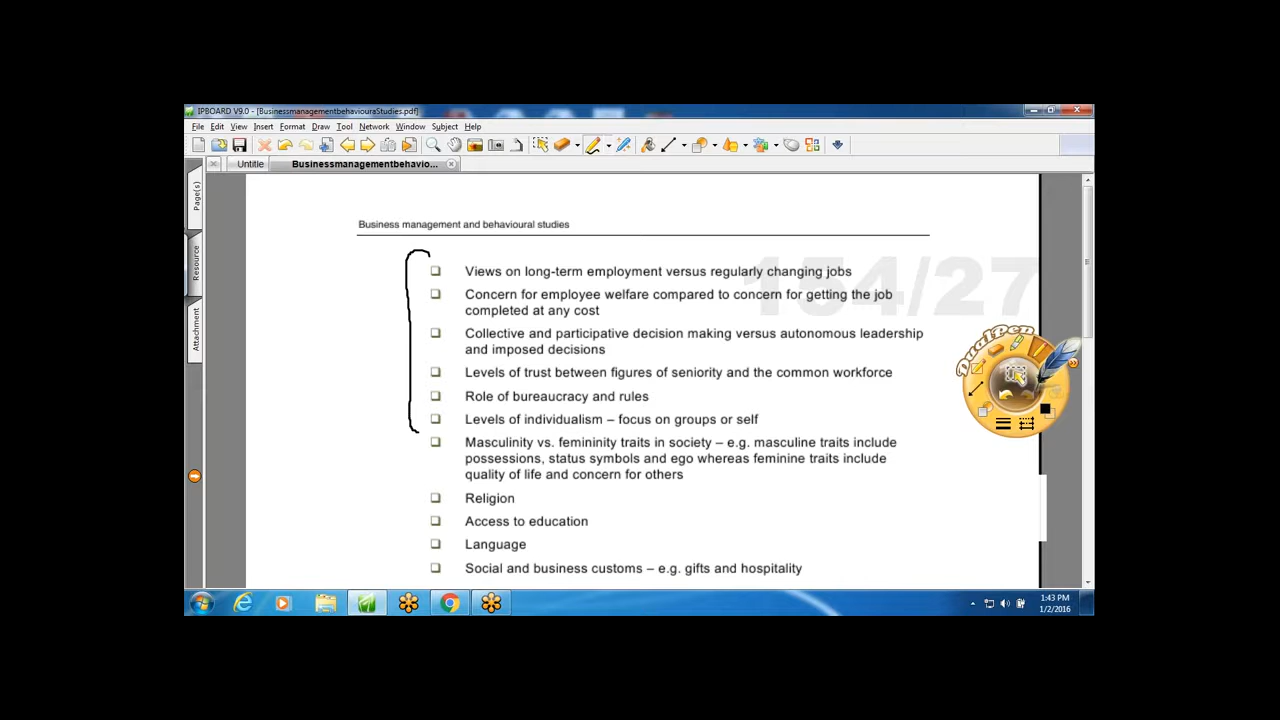 IPBOARD V9.0 - [BusinessmanagementbehaviouraStudies.pdf]
File Edit View Insert Format Draw Tool Network Window Subject Help
Untitle Businessmanagementbehavio...
Page(s)
Resource
Attachment
Business management and behavioural studies
154/27
Views on long-term employment versus regularly changing jobs
Concern for employee welfare compared to concern for getting the job
completed at any cost
Collective and participative decision making versus autonomous leadership
and imposed decisions
Levels of trust between figures of seniority and the common workforce
Role of bureaucracy and rules
Levels of individualism – focus on groups or self
Masculinity vs. femininity traits in society – e.g. masculine traits include
possessions, status symbols and ego whereas feminine traits include
quality of life and concern for others
Religion
Access to education
Language
Social and business customs – e.g. gifts and hospitality
DualPen
1:43 PM
1/2/2016